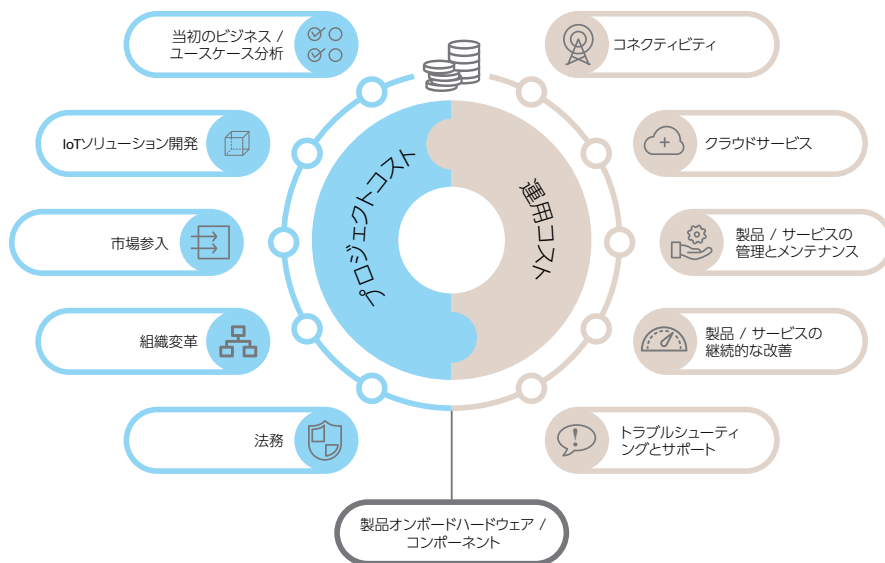 当初のビジネス /
ユースケース分析
IoTソリューション開発
市場参入
組織変革
法務
プロジェクトコスト
運用コスト
コネクティビティ
クラウドサービス
製品 / サービスの
管理とメンテナンス
製品 / サービスの
継続的な改善
トラブルシューティ
ングとサポート
製品オンボードハードウェア /
コンポーネント